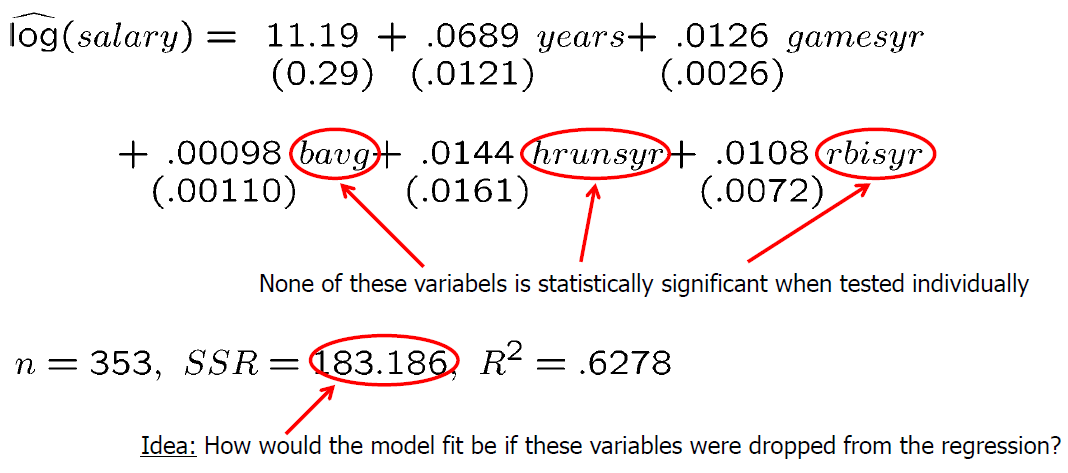 log(salary) = 11.19 + .0689 years+ .0126 gamesyr
(0.29) (.0121) (.0026)
+ .00098 bavg+ .0144 hrunsyr+ .0108 rbisyr
(.00110) (.0161) (.0072)
None of these variabels is statistically significant when tested individually
n = 353, SSR = 183.186, R² = .6278
Idea: How would the model fit be if these variables were dropped from the regression?